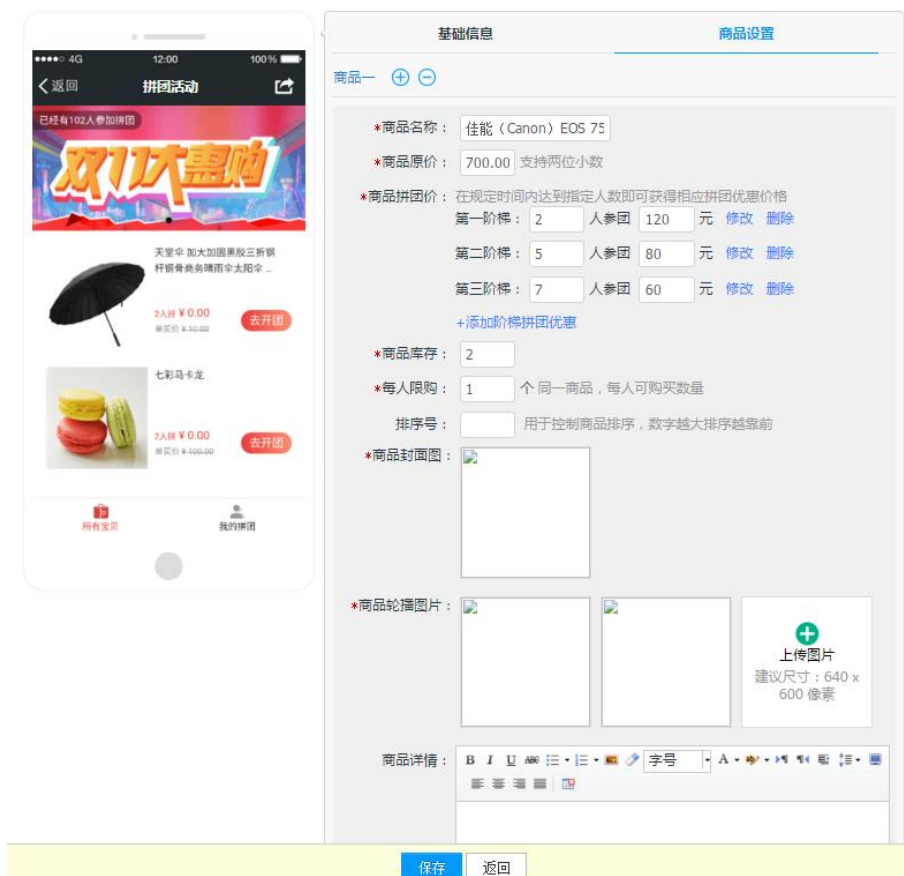 基础信息
商品设置
4G 12:00 100%
返回 拼团活动
已经有102人参加拼团
双11大惠购
天堂伞 加大加固黑胶三折钢
杆钢骨商务晴雨伞太阳伞 ...
2人拼 ¥ 0.00
单买价 ¥ 10.00
去开团
七彩马卡龙
2人拼 ¥ 0.00
单买价 ¥ 100.00
去开团
所有宝贝
我的拼团
商品一
*商品名称： 佳能（Canon）EOS 75
*商品原价： 700.00 支持两位小数
*商品拼团价： 在规定时间内达到指定人数即可获得相应拼团优惠价格
第一阶梯： 2 人参团 120 元 修改 删除
第二阶梯： 5 人参团 80 元 修改 删除
第三阶梯： 7 人参团 60 元 修改 删除
+添加阶梯拼团优惠
*商品库存： 2
*每人限购： 1 个 同一商品，每人可购买数量
排序号： 用于控制商品排序，数字越大排序越靠前
*商品封面图：
*商品轮播图片：
上传图片
建议尺寸：640 x
600 像素
商品详情： B I U ABC 字号 A
保存 返回